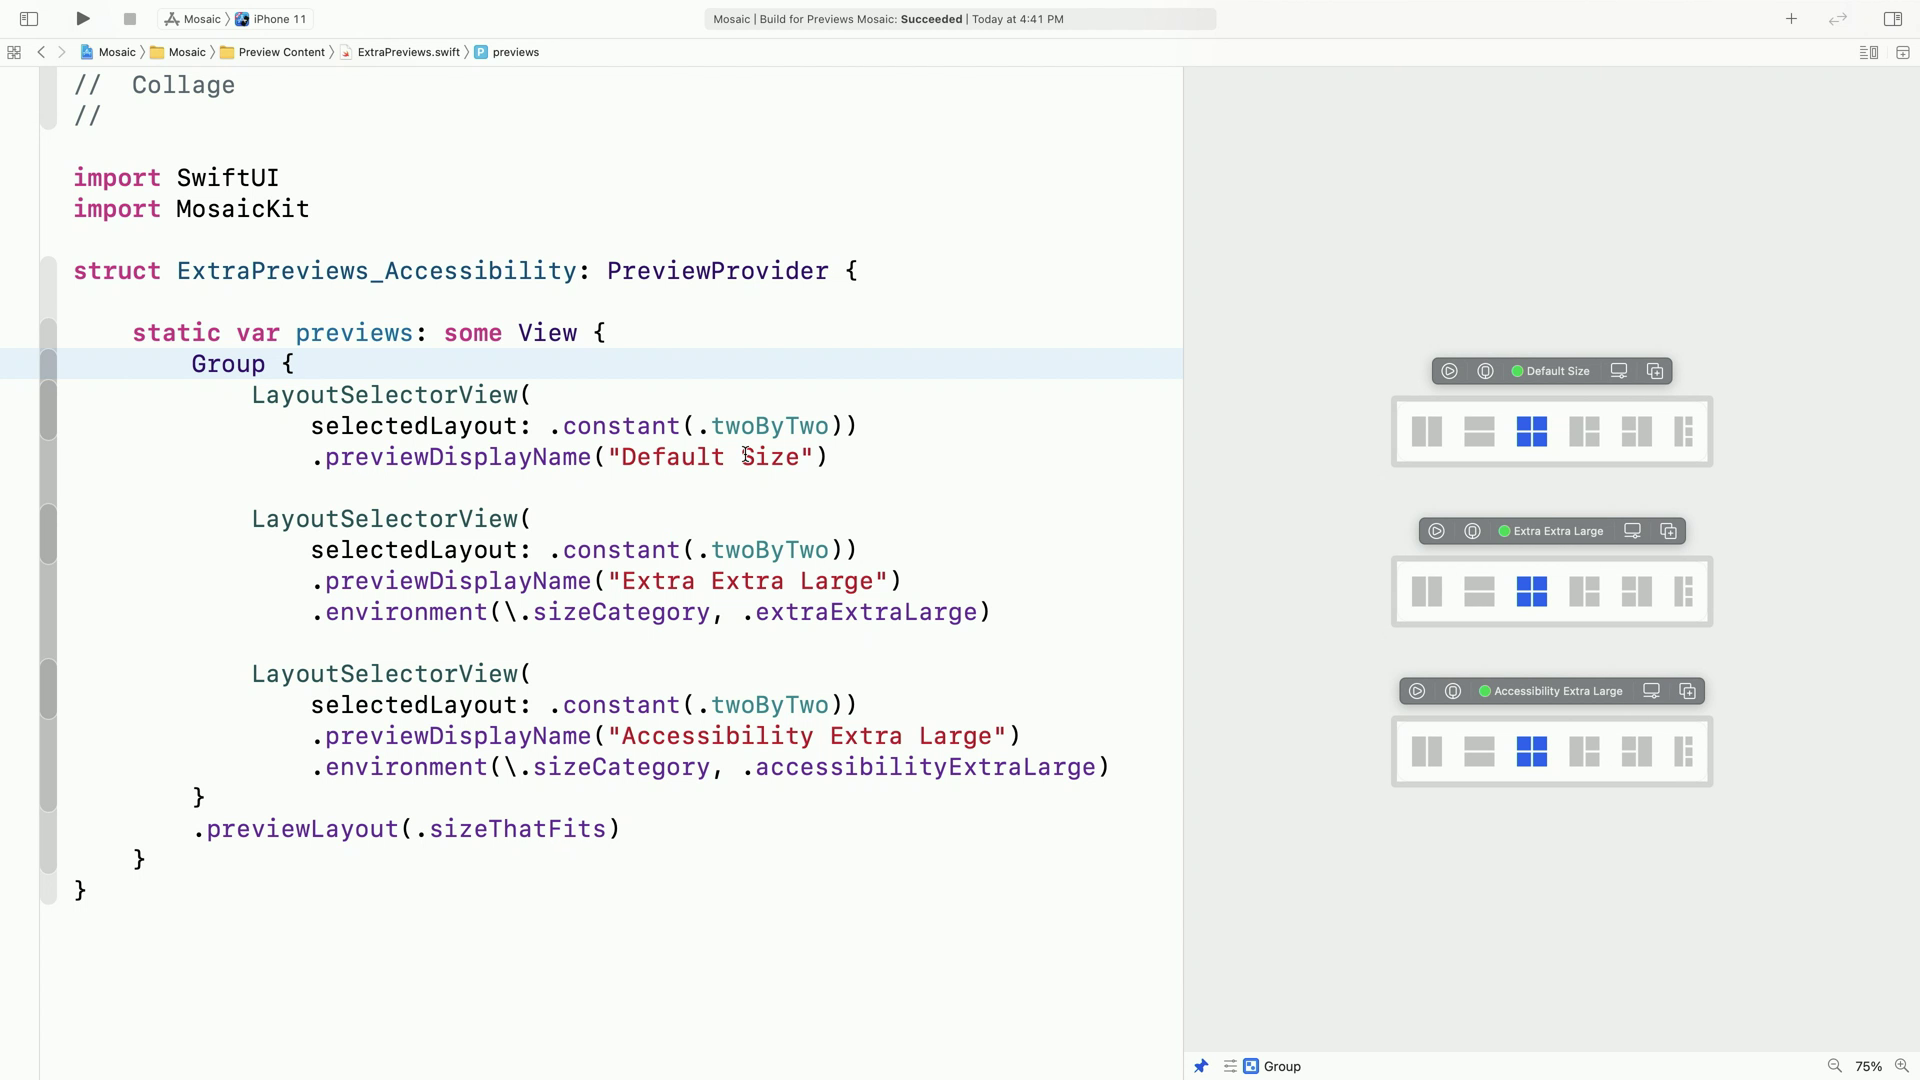 Mosaic iPhone 11
Mosaic | Build for Previews Mosaic: Succeeded | Today at 4:41 PM
Mosaic Mosaic Preview Content ExtraPreviews.swift P previews
//  Collage
//
import SwiftUI
import MosaicKit
struct ExtraPreviews_Accessibility: PreviewProvider {
static var previews: some View {
Group {
LayoutSelectorView(
selectedLayout: .constant(.twoByTwo))
.previewDisplayName("Default Size")
LayoutSelectorView(
selectedLayout: .constant(.twoByTwo))
.previewDisplayName("Extra Extra Large")
.environment(\.sizeCategory, .extraExtraLarge)
LayoutSelectorView(
selectedLayout: .constant(.twoByTwo))
.previewDisplayName("Accessibility Extra Large")
.environment(\.sizeCategory, .accessibilityExtraLarge)
}
.previewLayout(.sizeThatFits)
}
}
Default Size
Extra Extra Large
Accessibility Extra Large
Group
75%